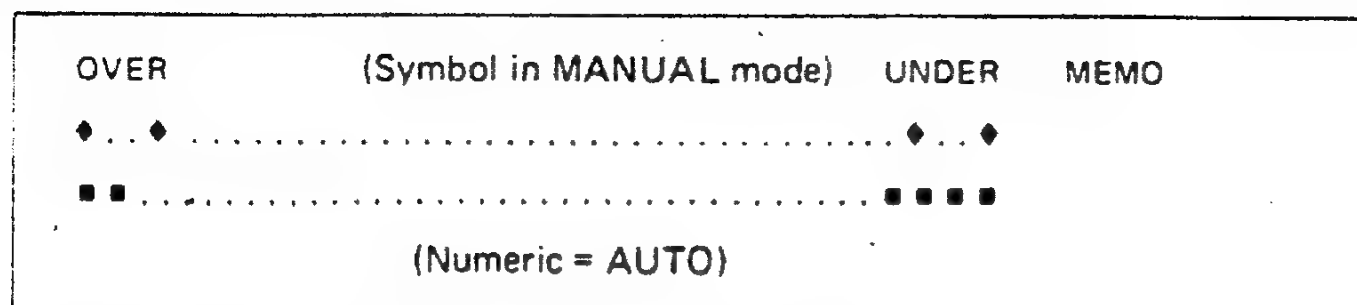 OVER (Symbol in MANUAL mode) UNDER MEMO
♦..♦.......................................♦..♦
■■.......................................■■■■
(Numeric = AUTO)